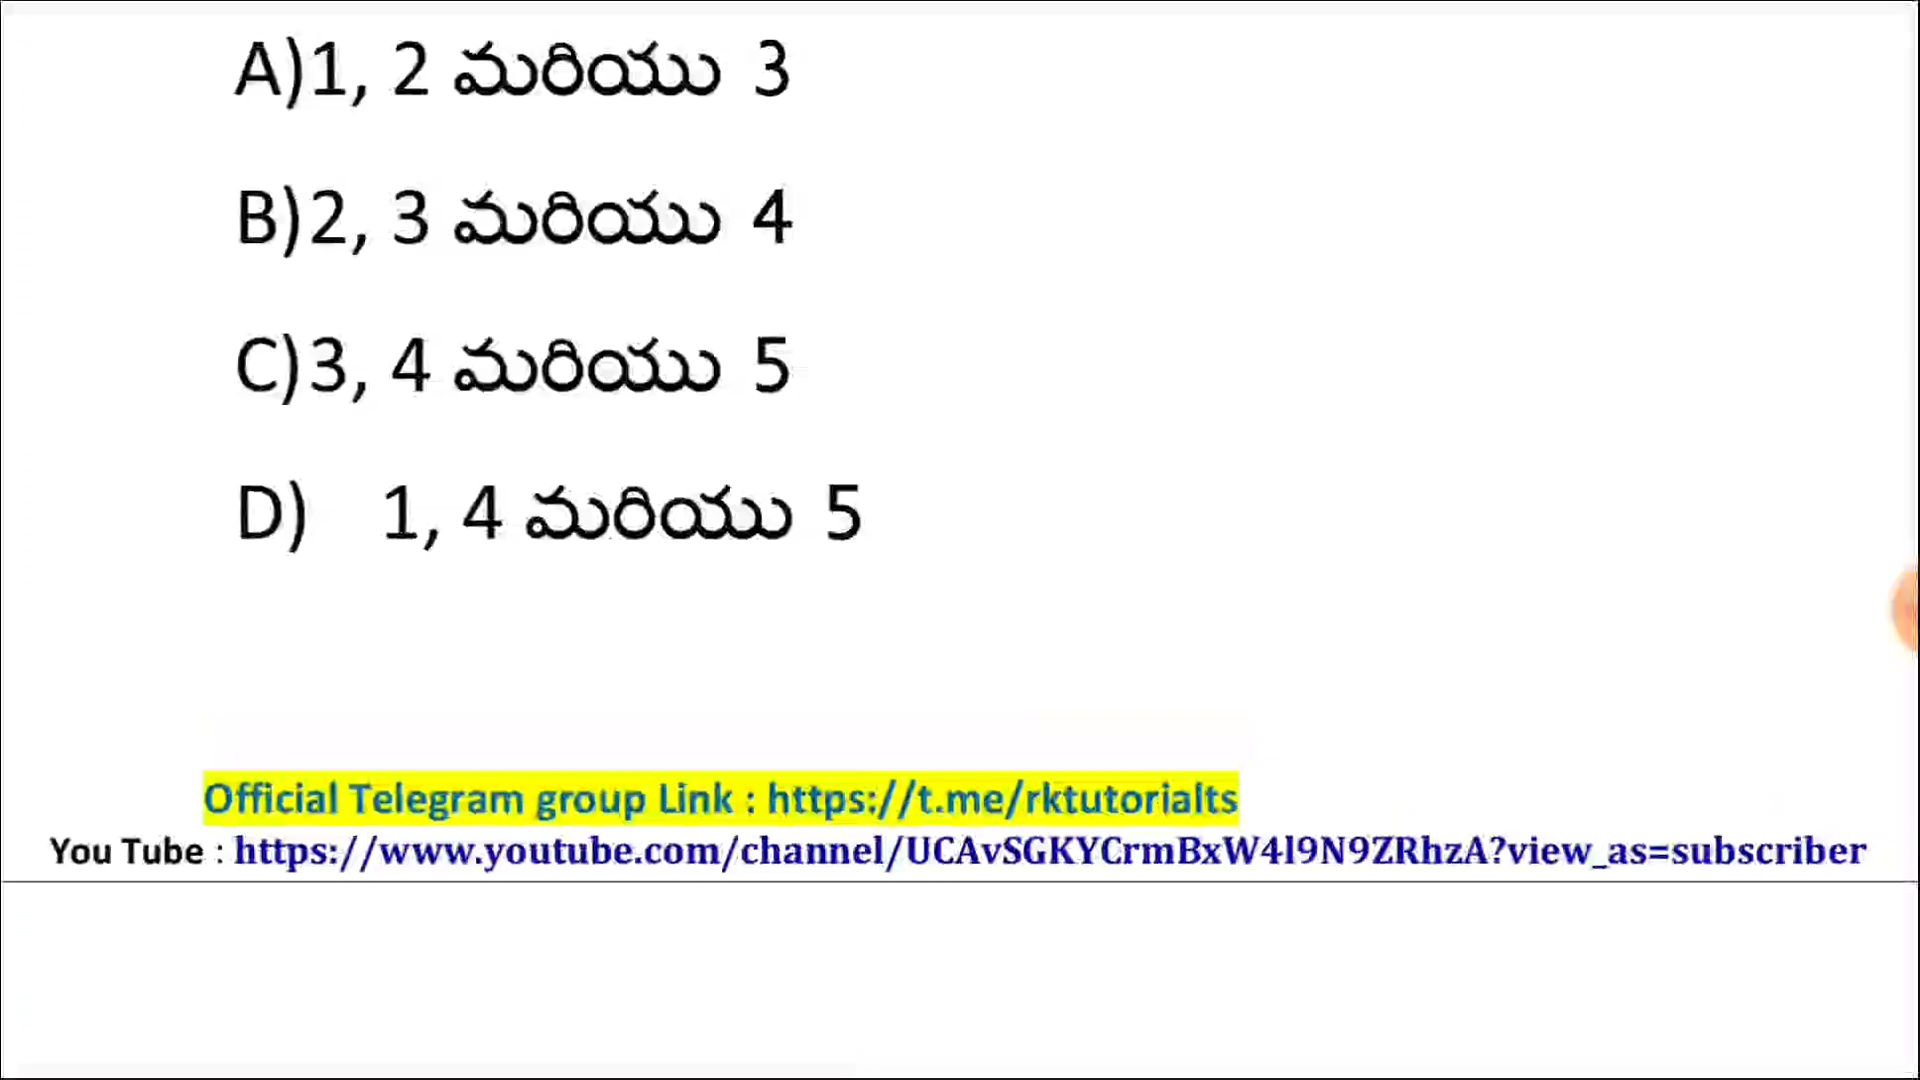 A)1, 2 మరియు 3
B)2, 3 మరియు 4
C)3, 4 మరియు 5
D) 1, 4 మరియు 5
Official Telegram group Link : https://t.me/rktutorialts
You Tube : https://www.youtube.com/channel/UCAvSGKYCrmBxW4l9N9ZRhzA?view_as=subscriber